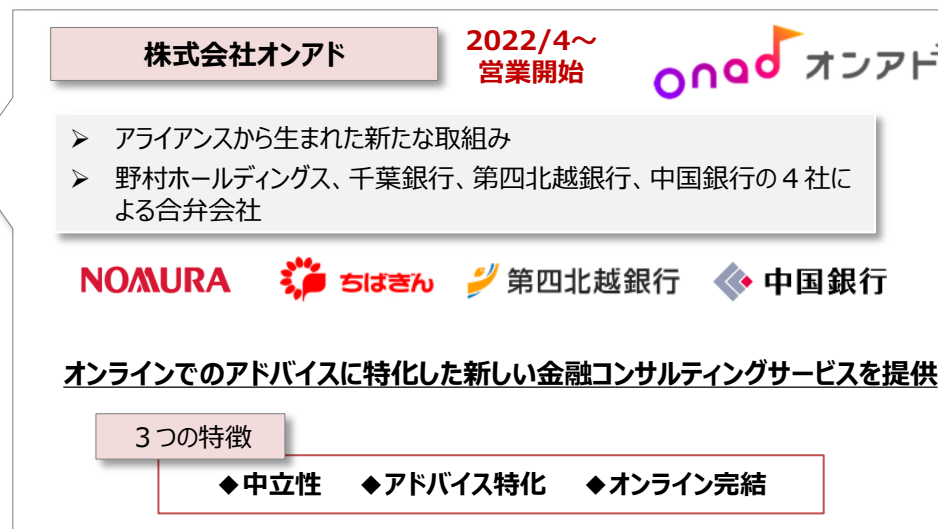 株式会社オンアド
2022/4～
営業開始
onad オンアド
➢ アライアンスから生まれた新たな取組み
➢ 野村ホールディングス、千葉銀行、第四北越銀行、中国銀行の４社に
よる合弁会社
NOMURA ちばぎん 第四北越銀行 中国銀行
オンラインでのアドバイスに特化した新しい金融コンサルティングサービスを提供
３つの特徴
◆中立性 ◆アドバイス特化 ◆オンライン完結